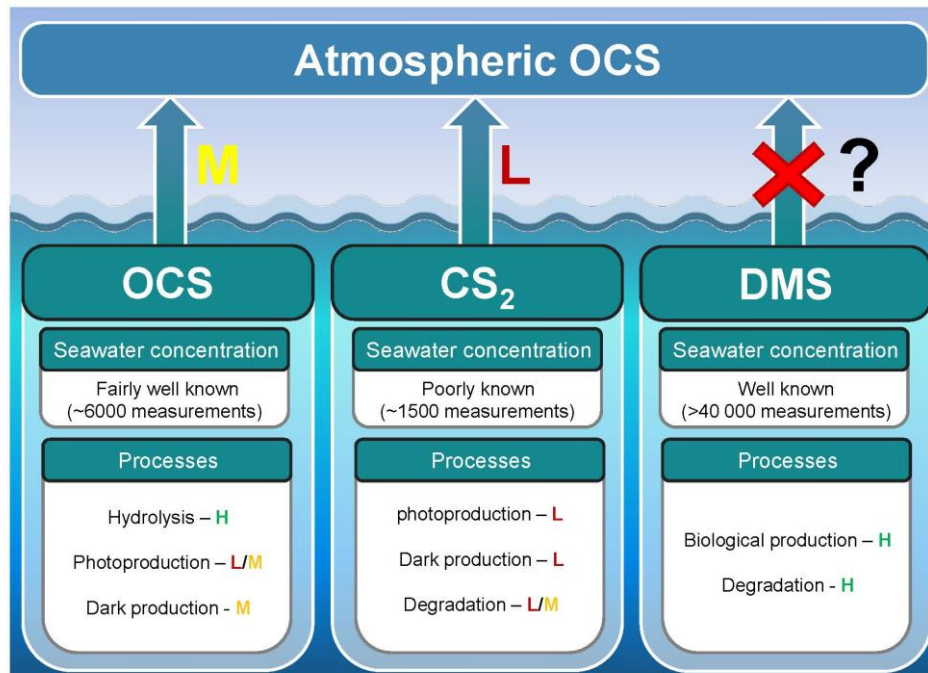 Atmospheric OCS
M
L
?
OCS
Seawater concentration
Fairly well known
(~6000 measurements)
Processes
Hydrolysis – H
Photoproduction – L/M
Dark production - M
CS₂
Seawater concentration
Poorly known
(~1500 measurements)
Processes
photoproduction – L
Dark production – L
Degradation – L/M
DMS
Seawater concentration
Well known
(>40 000 measurements)
Processes
Biological production – H
Degradation - H